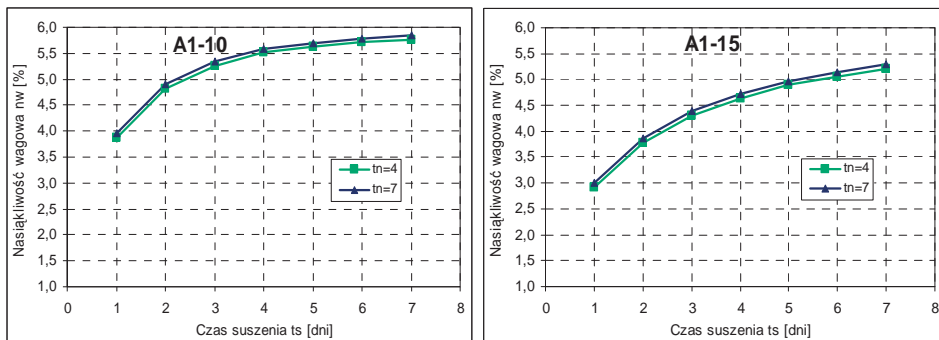 A1-10
Nasiąkliwość wagowa nw [%]
6,0
5,5
5,0
4,5
4,0
3,5
3,0
2,5
2,0
1,5
1,0
tn=4
tn=7
0 1 2 3 4 5 6 7 8
Czas suszenia ts [dni]
A1-15
Nasiąkliwość wagowa nw [%]
6,0
5,5
5,0
4,5
4,0
3,5
3,0
2,5
2,0
1,5
1,0
tn=4
tn=7
0 1 2 3 4 5 6 7 8
Czas suszenia ts [dni]